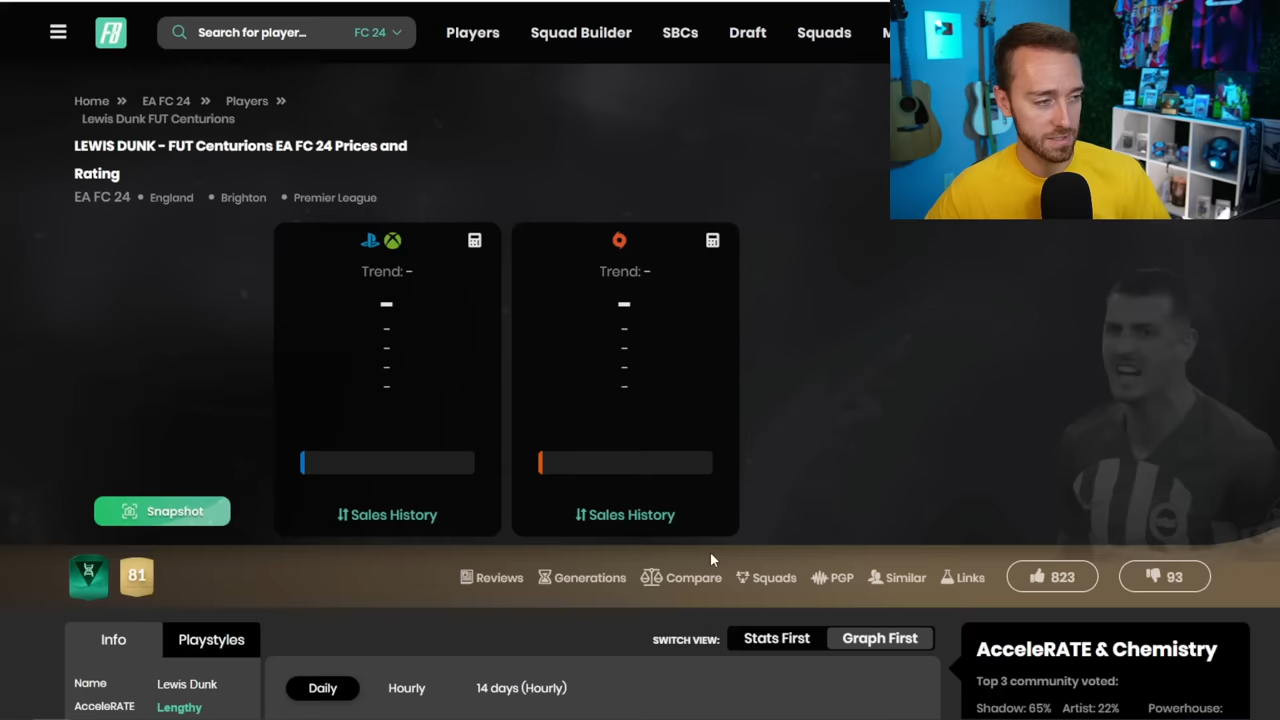 FB
Search for player...
FC 24
Players
Squad Builder
SBCs
Draft
Squads
M
Home » EA FC 24 » Players »
Lewis Dunk FUT Centurions
LEWIS DUNK - FUT Centurions EA FC 24 Prices and
Rating
EA FC 24 • England • Brighton • Premier League
Trend: -
-
-
-
-
-
Sales History
Trend: -
-
-
-
-
-
Sales History
Snapshot
81
Reviews
Generations
Compare
Squads
PGP
Similar
Links
823
93
Info
Playstyles
SWITCH VIEW:
Stats First
Graph First
Name
Lewis Dunk
AcceleRATE
Lengthy
Daily
Hourly
14 days (Hourly)
AcceleRATE & Chemistry
Top 3 community voted:
Shadow: 65% Artist: 22% Powerhouse: